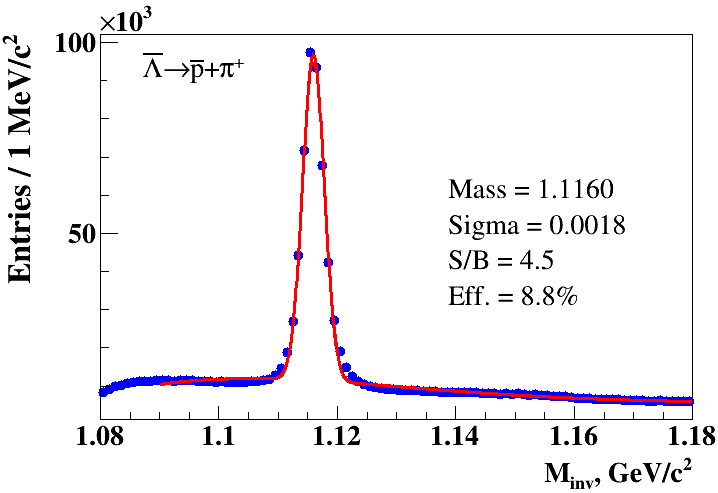 ×10³
Entries / 1 MeV/c²
100
50
Λ̅→p̅+π⁺
Mass = 1.1160
Sigma = 0.0018
S/B = 4.5
Eff. = 8.8%
1.08 1.1 1.12 1.14 1.16 1.18
M_inv, GeV/c²